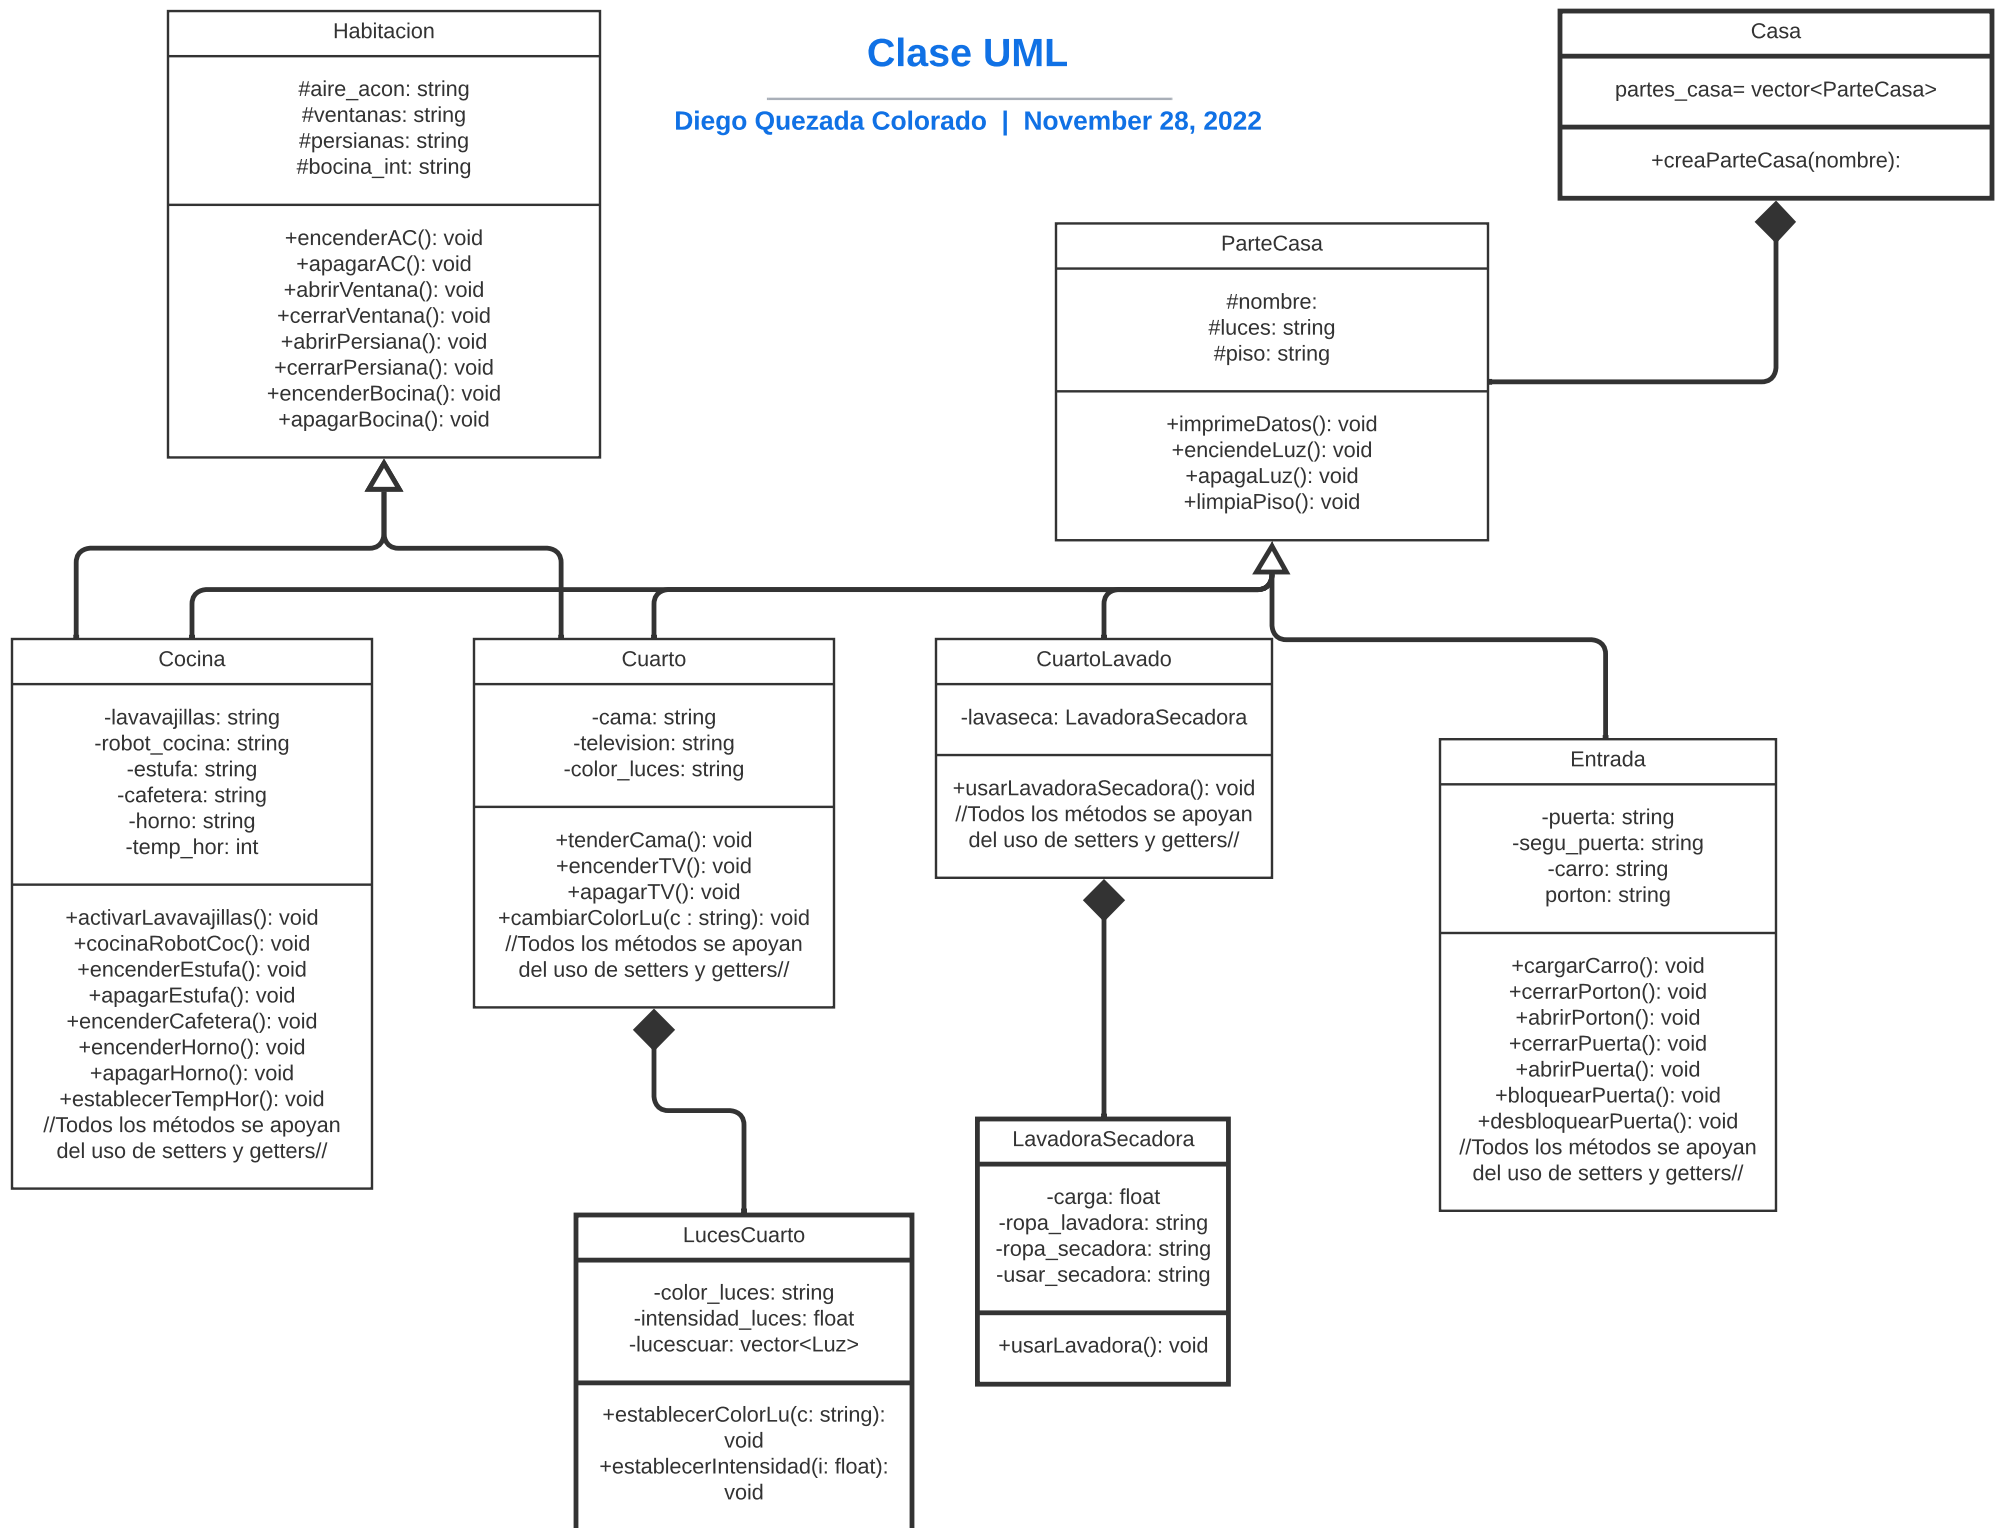 Habitacion
#aire_acon: string
#ventanas: string
#persianas: string
#bocina_int: string
+encenderAC(): void
+apagarAC(): void
+abrirVentana(): void
+cerrarVentana(): void
+abrirPersiana(): void
+cerrarPersiana(): void
+encenderBocina(): void
+apagarBocina(): void
Clase UML
Diego Quezada Colorado | November 28, 2022
Casa
partes_casa= vector<ParteCasa>
+creaParteCasa(nombre):
ParteCasa
#nombre:
#luces: string
#piso: string
+imprimeDatos(): void
+enciendeLuz(): void
+apagaLuz(): void
+limpiaPiso(): void
Cocina
-lavavajillas: string
-robot_cocina: string
-estufa: string
-cafetera: string
-horno: string
-temp_hor: int
+activarLavavajillas(): void
+cocinaRobotCoc(): void
+encenderEstufa(): void
+apagarEstufa(): void
+encenderCafetera(): void
+encenderHorno(): void
+apagarHorno(): void
+establecerTempHor(): void
//Todos los métodos se apoyan
del uso de setters y getters//
Cuarto
-cama: string
-television: string
-color_luces: string
+tenderCama(): void
+encenderTV(): void
+apagarTV(): void
+cambiarColorLu(c : string): void
//Todos los métodos se apoyan
del uso de setters y getters//
CuartoLavado
-lavaseca: LavadoraSecadora
+usarLavadoraSecadora(): void
//Todos los métodos se apoyan
del uso de setters y getters//
Entrada
-puerta: string
-segu_puerta: string
-carro: string
porton: string
+cargarCarro(): void
+cerrarPorton(): void
+abrirPorton(): void
+cerrarPuerta(): void
+abrirPuerta(): void
+bloquearPuerta(): void
+desbloquearPuerta(): void
//Todos los métodos se apoyan
del uso de setters y getters//
LucesCuarto
-color_luces: string
-intensidad_luces: float
-lucescuar: vector<Luz>
+establecerColorLu(c: string):
void
+establecerIntensidad(i: float):
void
LavadoraSecadora
-carga: float
-ropa_lavadora: string
-ropa_secadora: string
-usar_secadora: string
+usarLavadora(): void